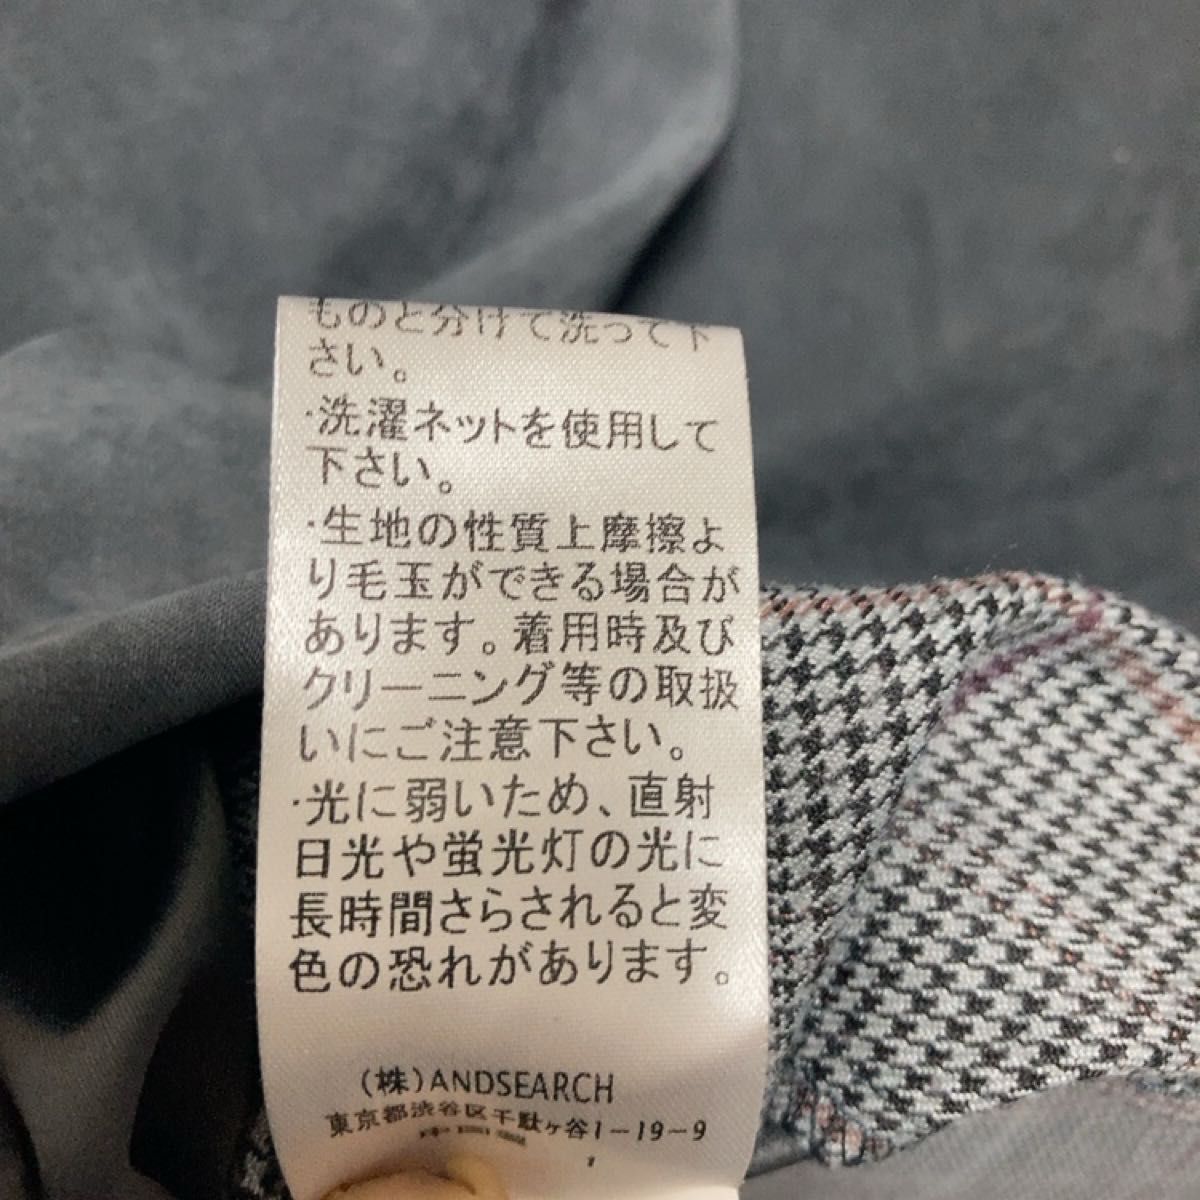 ものと分けて洗って下
さい。
・洗濯ネットを使用して
下さい。
・生地の性質上摩擦よ
り毛玉ができる場合が
あります。着用時及び
クリーニング等の取扱
いにご注意下さい。
・光に弱いため、直射
日光や蛍光灯の光に
長時間さらされると変
色の恐れがあります。
(株)ANDSEARCH
東京都渋谷区千駄ヶ谷1-19-9